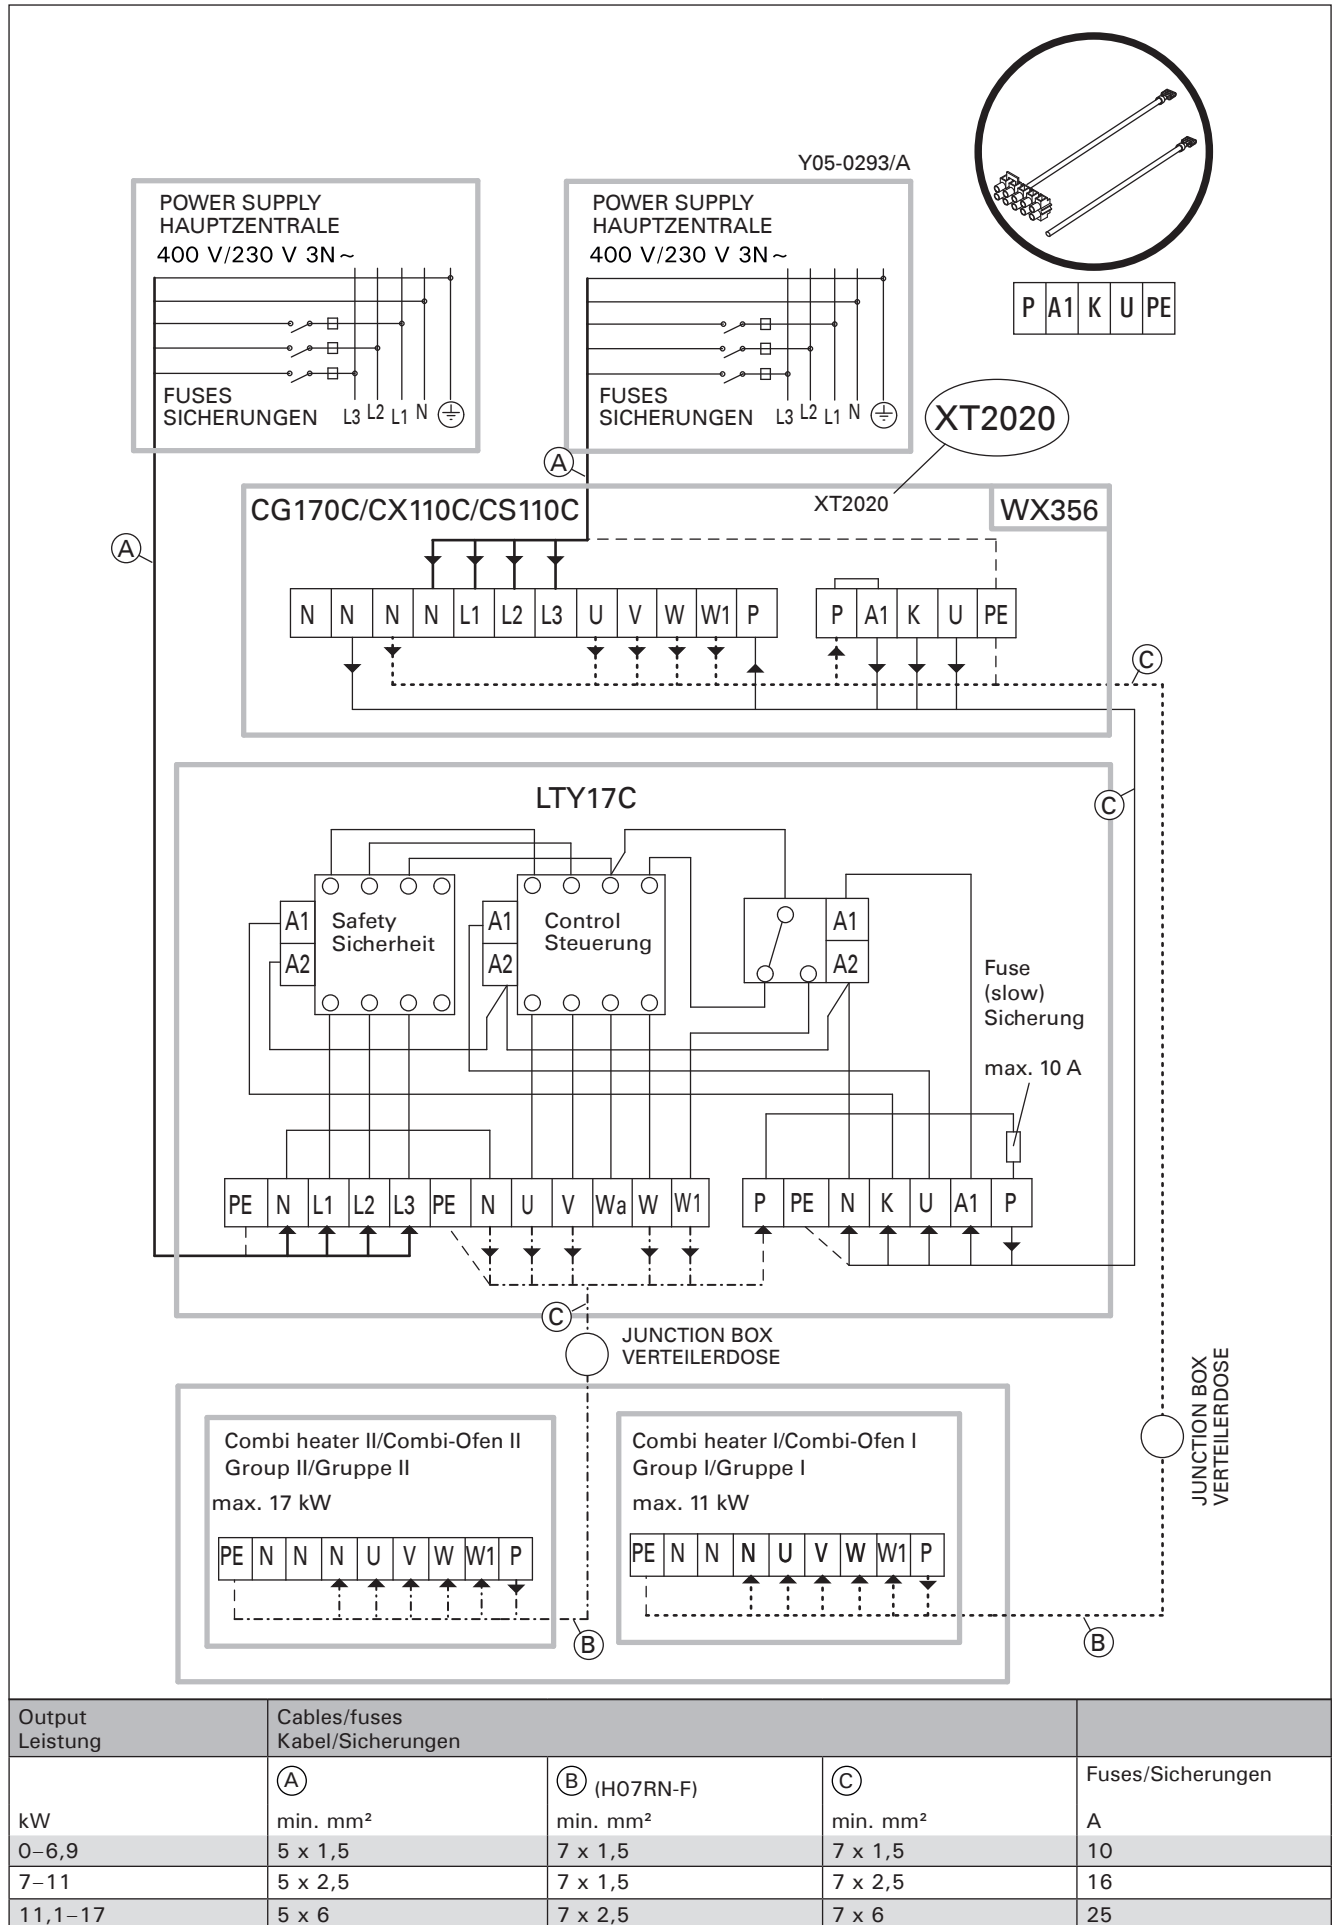 Y05-0293/A
POWER SUPPLY
HAUPTZENTRALE
400 V/230 V 3N~
FUSES
SICHERUNGEN
L3 L2 L1 N
POWER SUPPLY
HAUPTZENTRALE
400 V/230 V 3N~
FUSES
SICHERUNGEN
L3 L2 L1 N
P A1 K U PE
XT2020
A
A
CG170C/CX110C/CS110C
XT2020
WX356
N N N N L1 L2 L3 U V W W1 P
P A1 K U PE
C
LTY17C
C
A1
A2
Safety
Sicherheit
A1
A2
Control
Steuerung
A1
A2
Fuse
(slow)
Sicherung
max. 10 A
PE N L1 L2 L3 PE N U V Wa W W1
P PE N K U A1 P
C
JUNCTION BOX
VERTEILERDOSE
JUNCTION BOX
VERTEILERDOSE
Combi heater II/Combi-Ofen II
Group II/Gruppe II
max. 17 kW
PE N N N U V W W1 P
B
Combi heater I/Combi-Ofen I
Group I/Gruppe I
max. 11 kW
PE N N N U V W W1 P
B
Output
Leistung
Cables/fuses
Kabel/Sicherungen
A B (H07RN-F) C Fuses/Sicherungen
kW min. mm² min. mm² min. mm² A
0–6,9 5 x 1,5 7 x 1,5 7 x 1,5 10
7–11 5 x 2,5 7 x 1,5 7 x 2,5 16
11,1–17 5 x 6 7 x 2,5 7 x 6 25